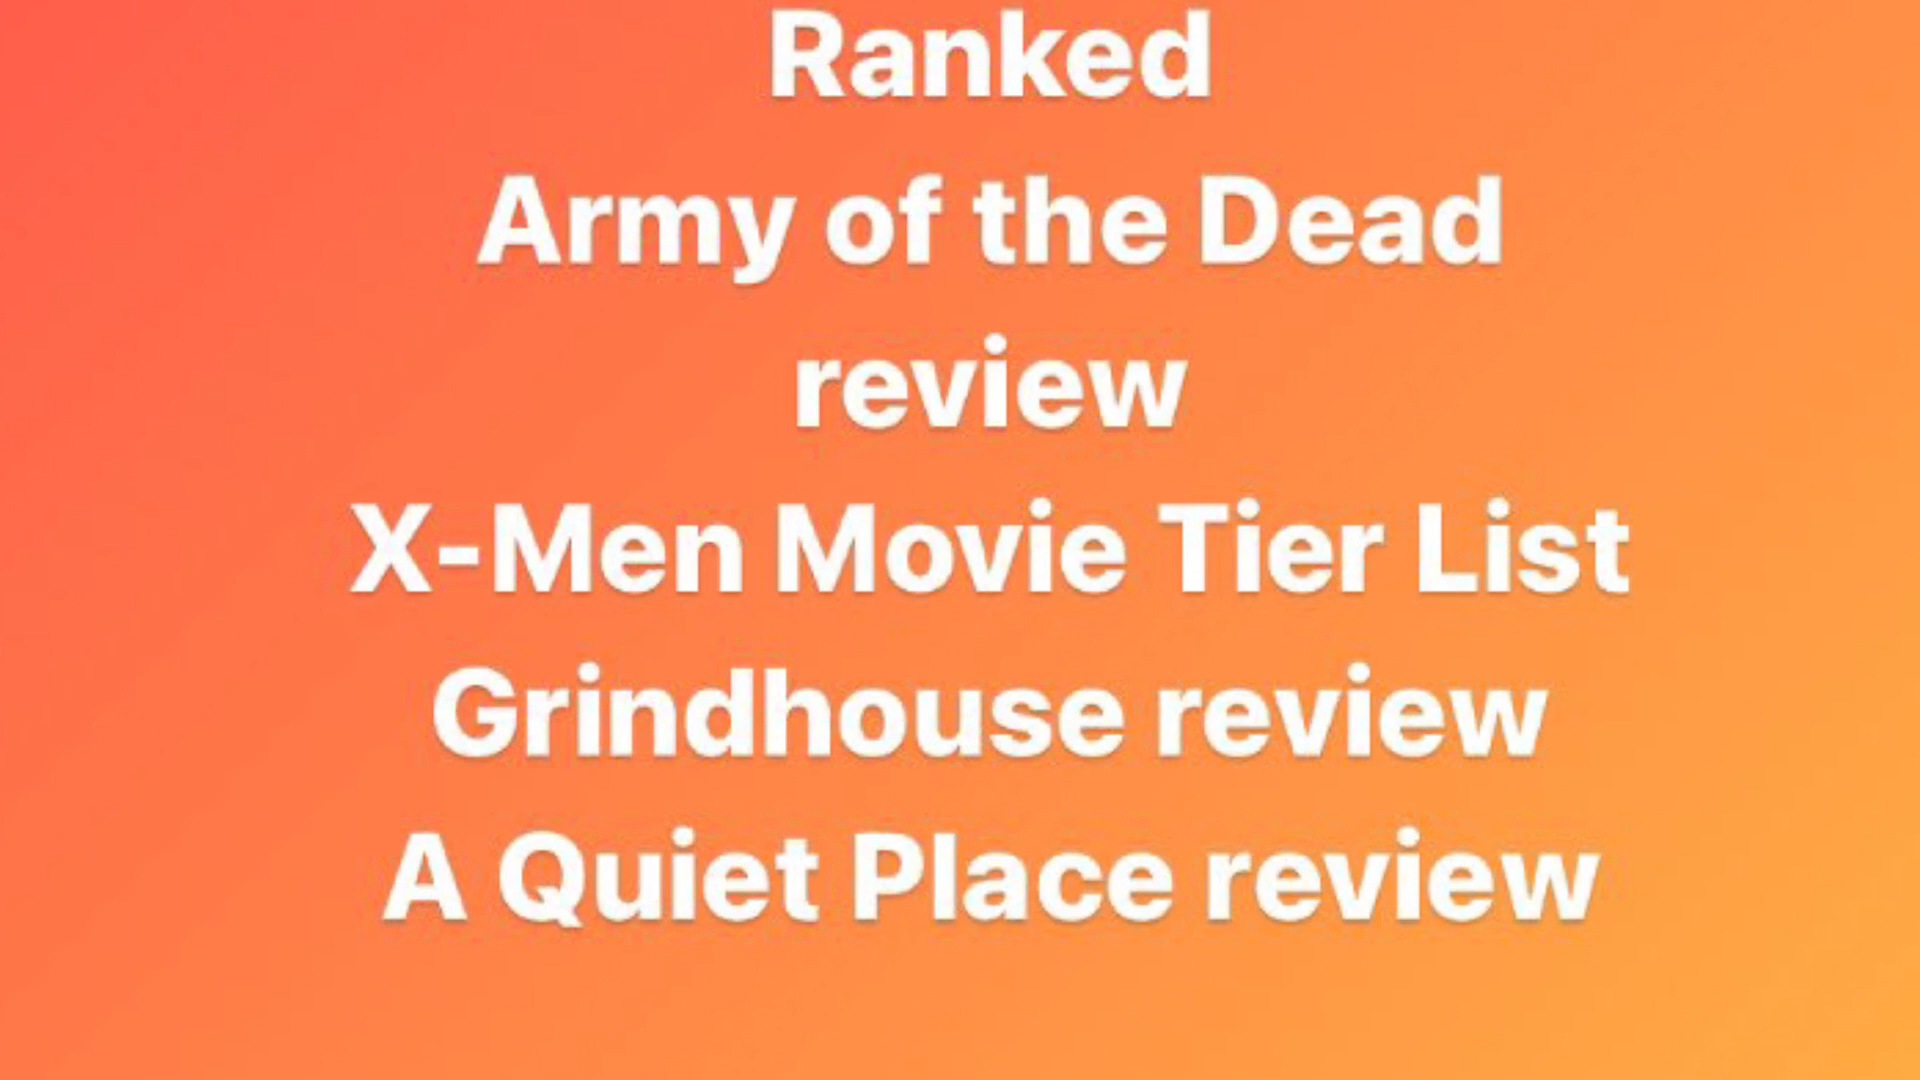 Ranked
Army of the Dead
review
X-Men Movie Tier List
Grindhouse review
A Quiet Place review